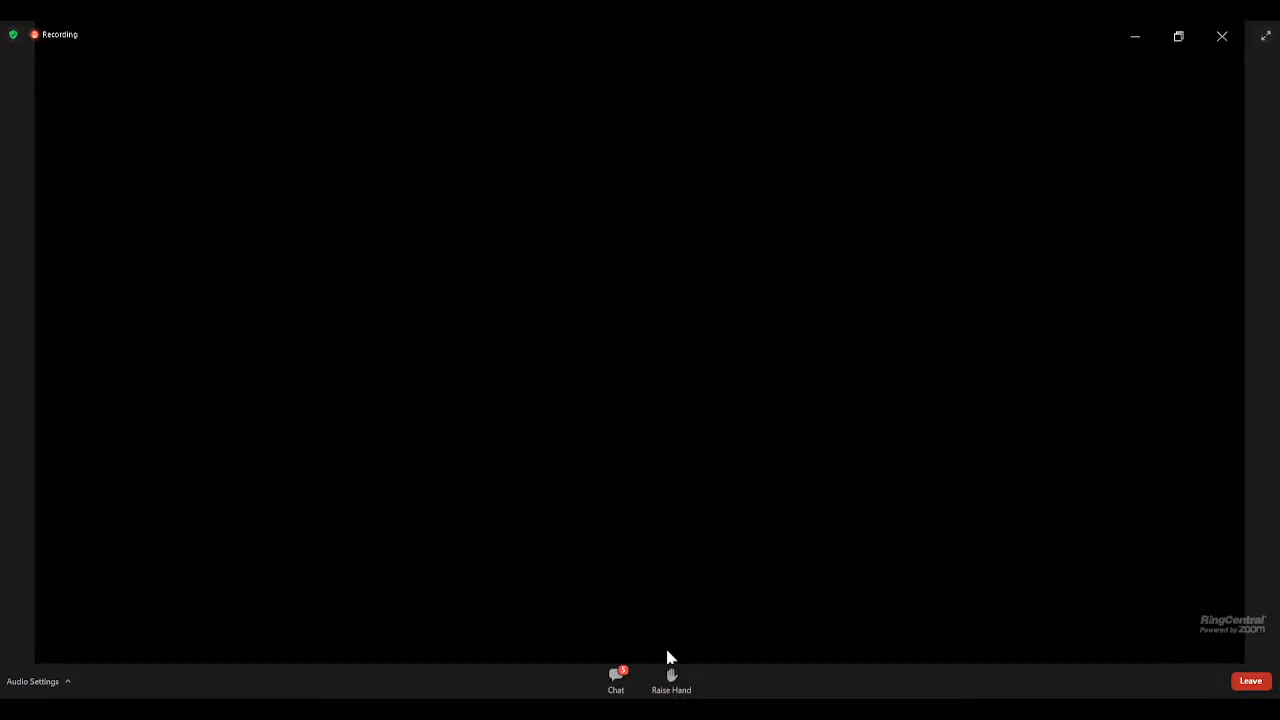 Recording
RingCentral
Powered by zoom
Audio Settings
5
Chat
Raise Hand
Leave